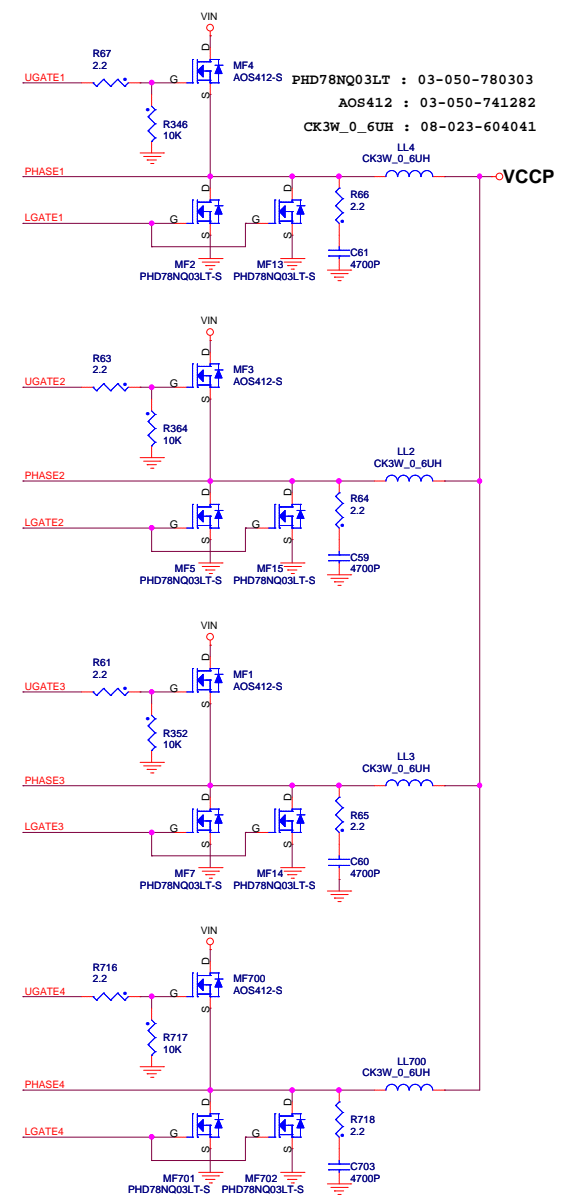 VIN
R67
2.2
D
MF4
AOS412-S
UGATE1
G
S
R346
10K
PHD78NQ03LT : 03-050-780303
AOS412 : 03-050-741282
CK3W_0_6UH : 08-023-604041
LL4
CK3W_0_6UH
PHASE1
VCCP
D
D
R66
2.2
LGATE1
G
G
S
S
C61
4700P
MF2
PHD78NQ03LT-S
MF13
PHD78NQ03LT-S
VIN
R63
2.2
D
MF3
AOS412-S
UGATE2
G
S
R364
10K
LL2
CK3W_0_6UH
PHASE2
D
D
R64
2.2
LGATE2
G
G
S
S
C59
4700P
MF5
PHD78NQ03LT-S
MF15
PHD78NQ03LT-S
VIN
R61
2.2
D
MF1
AOS412-S
UGATE3
G
S
R352
10K
LL3
CK3W_0_6UH
PHASE3
D
D
R65
2.2
LGATE3
G
G
S
S
C60
4700P
MF7
PHD78NQ03LT-S
MF14
PHD78NQ03LT-S
VIN
R716
2.2
D
MF700
AOS412-S
UGATE4
G
S
R717
10K
LL700
CK3W_0_6UH
PHASE4
D
D
R718
2.2
LGATE4
G
G
S
S
C703
4700P
MF701
PHD78NQ03LT-S
MF702
PHD78NQ03LT-S